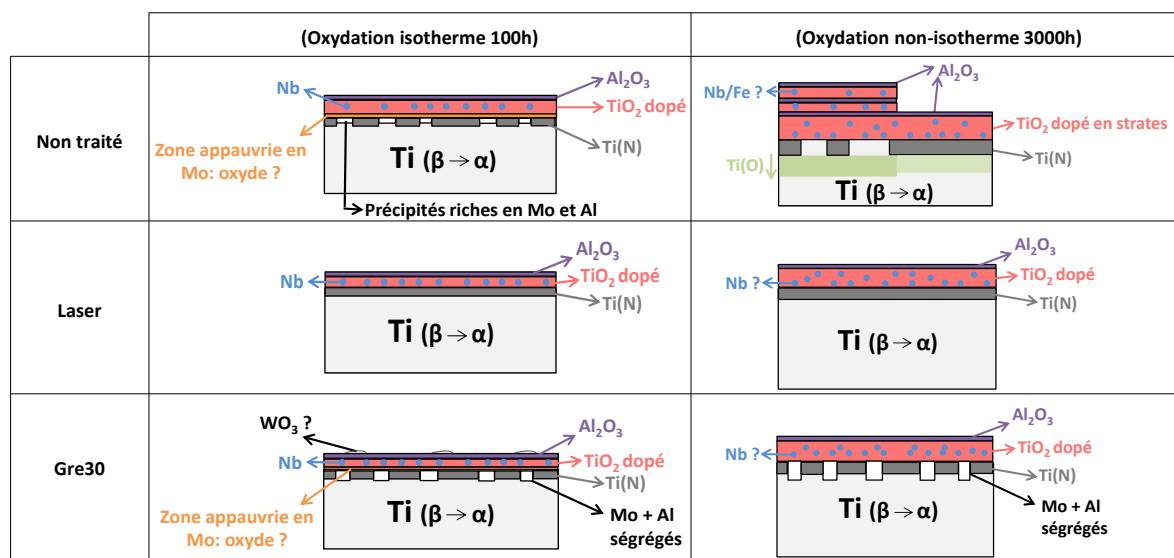 (Oxydation isotherme 100h)
(Oxydation non-isotherme 3000h)
Non traité
Nb
Al₂O₃
TiO₂ dopé
Zone appauvrie en
Mo: oxyde ?
Ti(N)
Ti (β → α)
Précipités riches en Mo et Al
Al₂O₃
Nb/Fe ?
TiO₂ dopé en strates
Ti(N)
Ti(O)
Ti (β → α)
Laser
Al₂O₃
Nb
TiO₂ dopé
Ti(N)
Ti (β → α)
Al₂O₃
Nb ?
TiO₂ dopé
Ti(N)
Ti (β → α)
Gre30
WO₃ ?
Al₂O₃
Nb
TiO₂ dopé
Ti(N)
Zone appauvrie en
Mo: oxyde ?
Ti (β → α)
Mo + Al
ségrégés
Al₂O₃
Nb ?
TiO₂ dopé
Ti(N)
Ti (β → α)
Mo + Al
ségrégés